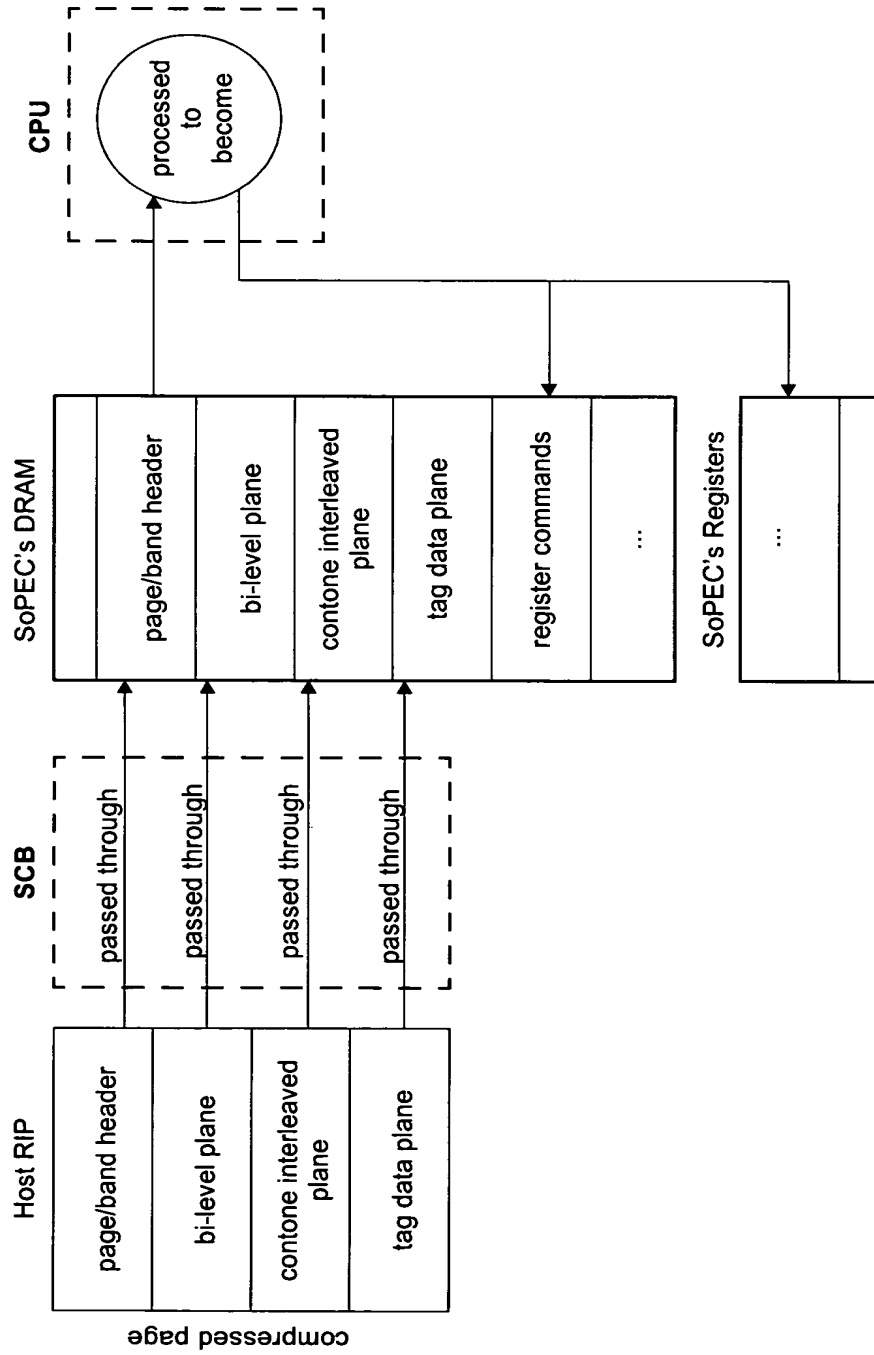 Host RIP
compressed page
page/band header
bi-level plane
contone interleaved
plane
tag data plane
SCB
passed through
passed through
passed through
passed through
SoPEC's DRAM
page/band header
bi-level plane
contone interleaved
plane
tag data plane
register commands
...
CPU
processed
to
become
SoPEC's Registers
...